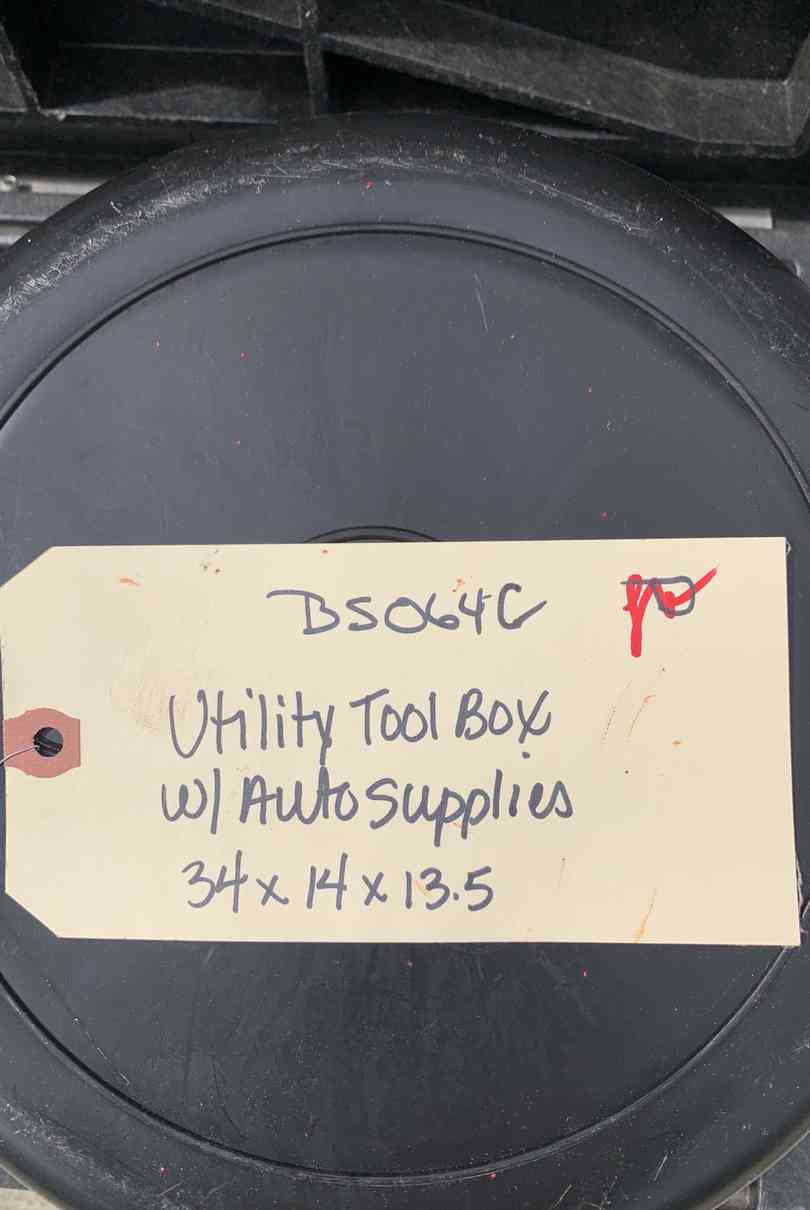 BS064C
Utility Tool Box
w/ Auto Supplies
34 x 14 x 13.5